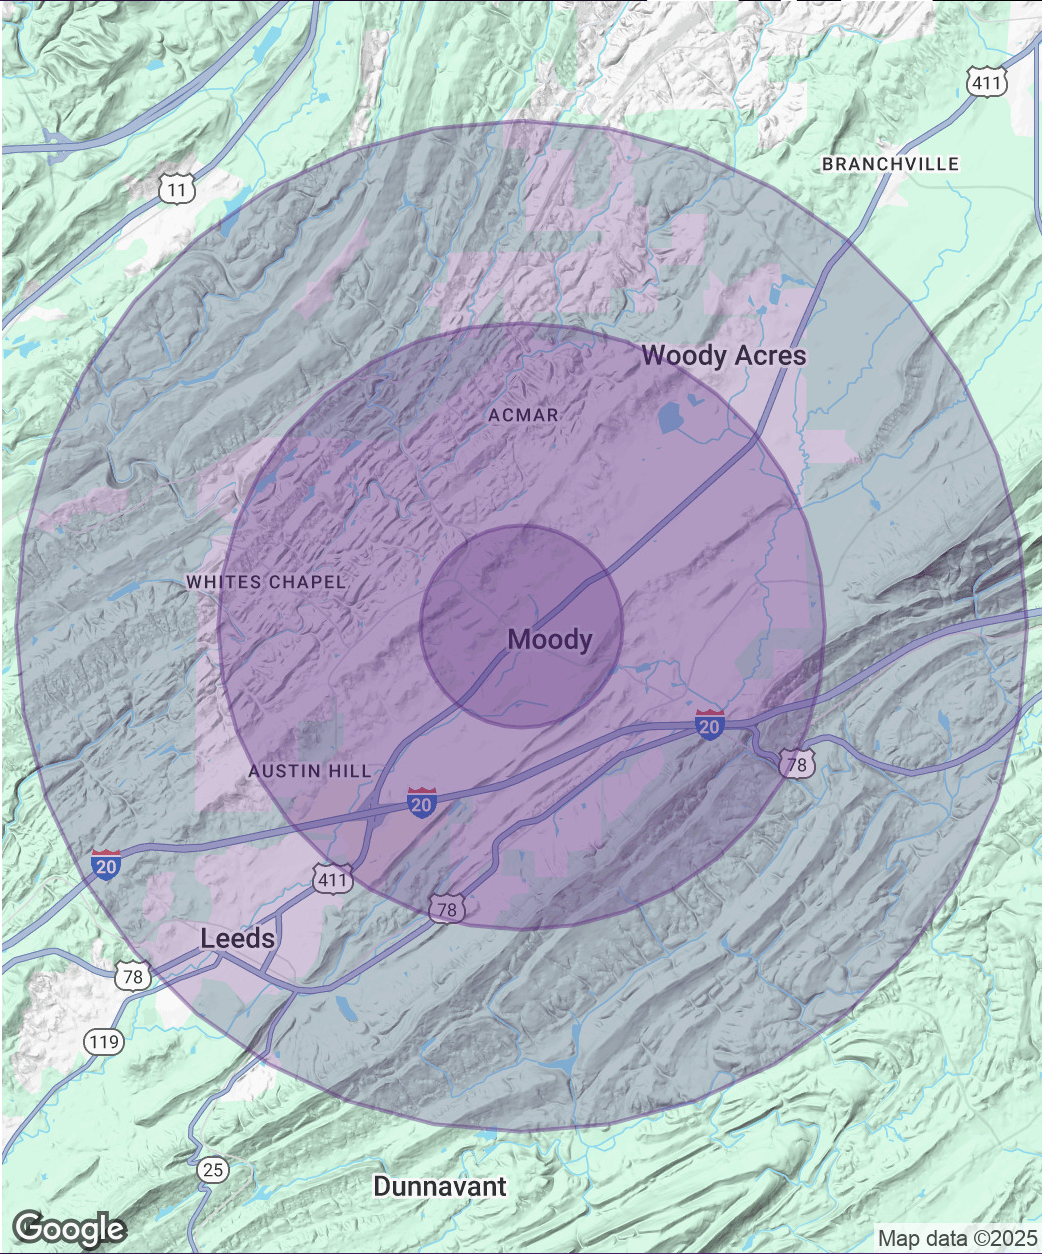 411
BRANCHVILLE
11
Woody Acres
ACMAR
WHITES CHAPEL
Moody
20
78
AUSTIN HILL
20
20
411
78
Leeds
78
119
25
Dunnavant
Google
Map data ©2025